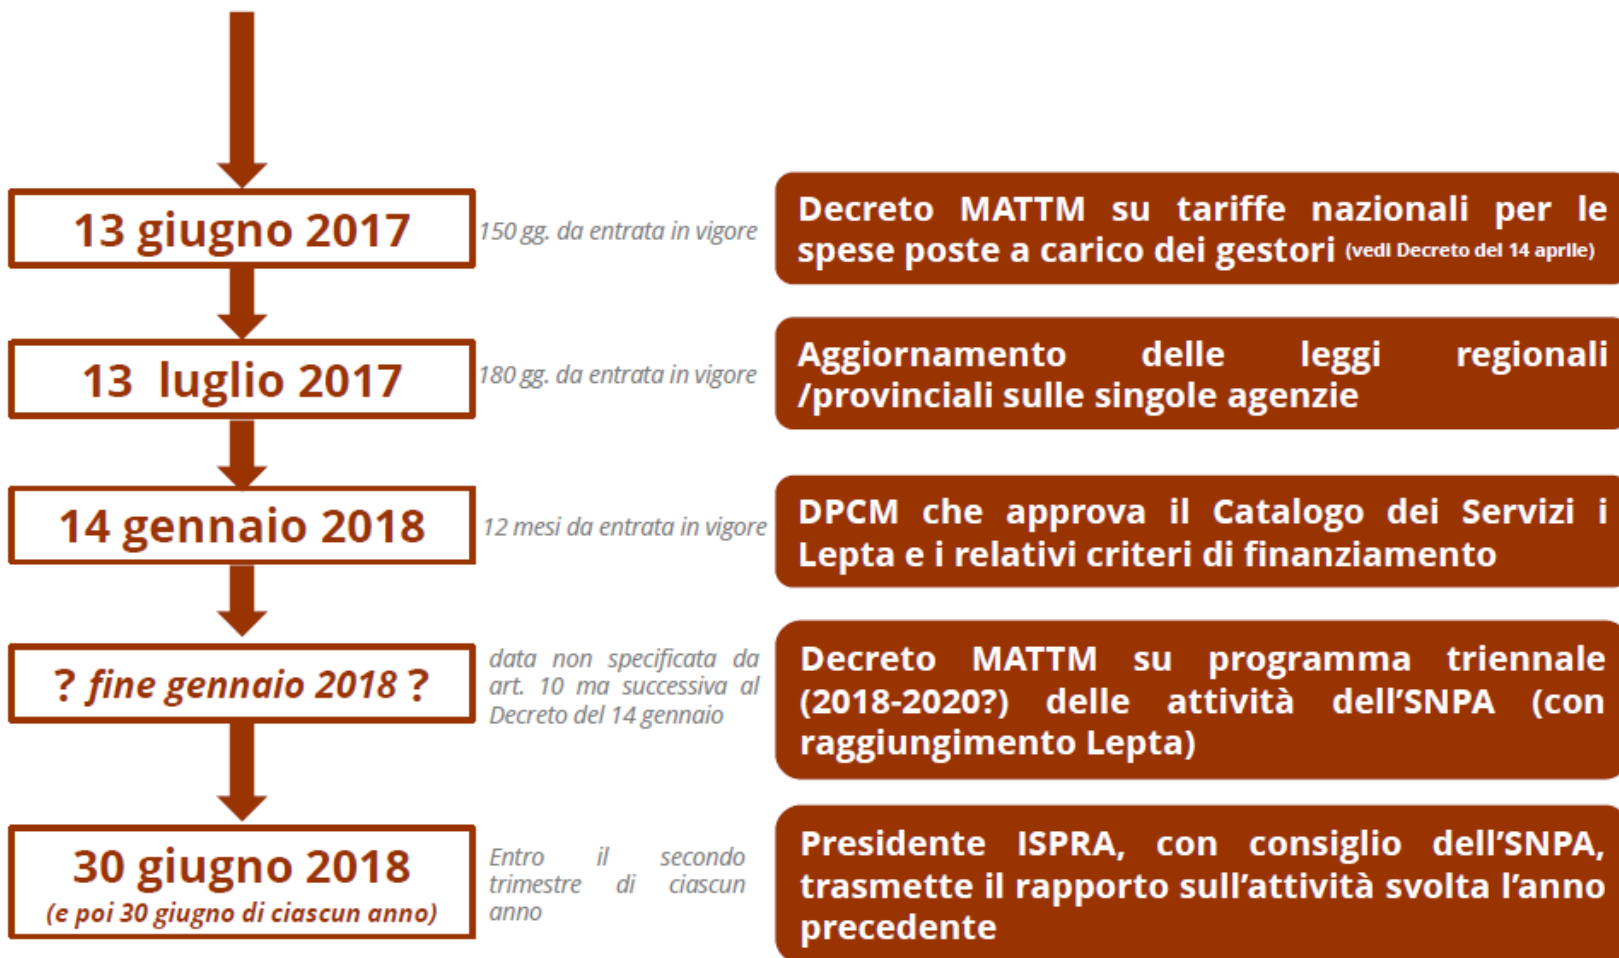 13 giugno 2017
150 gg. da entrata in vigore
Decreto MATTM su tariffe nazionali per le
spese poste a carico dei gestori (vedi Decreto del 14 aprile)
13 luglio 2017
180 gg. da entrata in vigore
Aggiornamento delle leggi regionali
/provinciali sulle singole agenzie
14 gennaio 2018
12 mesi da entrata in vigore
DPCM che approva il Catalogo dei Servizi i
Lepta e i relativi criteri di finanziamento
? fine gennaio 2018 ?
data non specificata da
art. 10 ma successiva al
Decreto del 14 gennaio
Decreto MATTM su programma triennale
(2018-2020?) delle attività dell'SNPA (con
raggiungimento Lepta)
30 giugno 2018
(e poi 30 giugno di ciascun anno)
Entro il secondo
trimestre di ciascun
anno
Presidente ISPRA, con consiglio dell'SNPA,
trasmette il rapporto sull'attività svolta l'anno
precedente